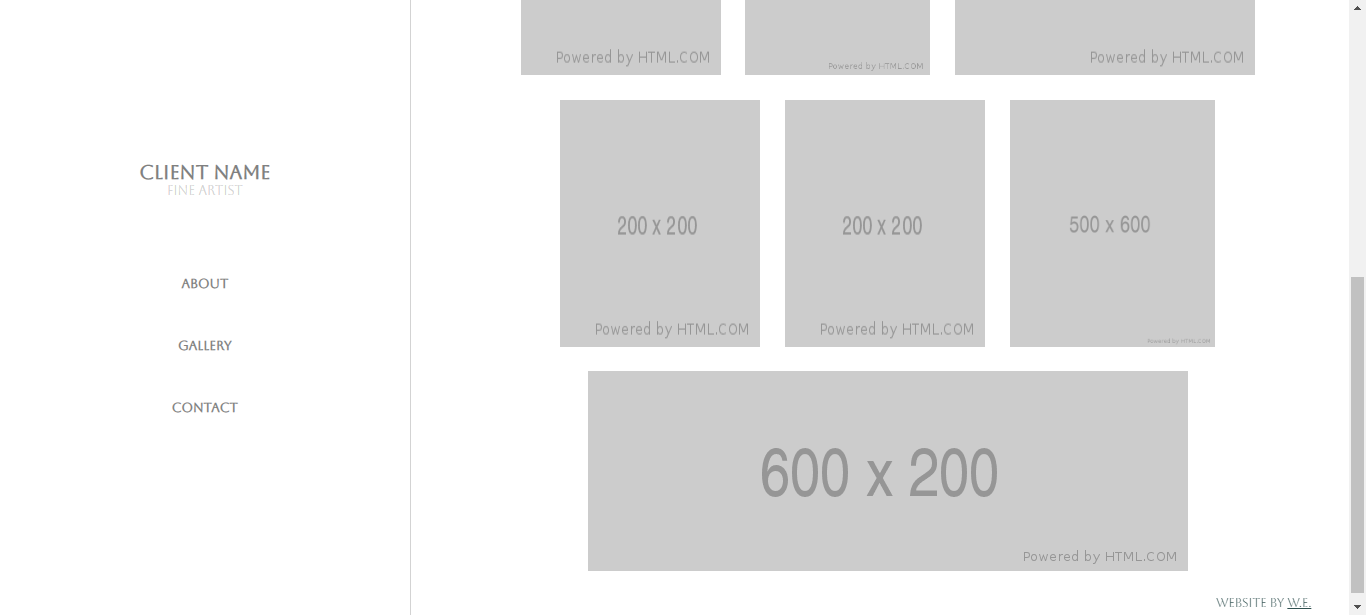 Powered by HTML.COM
Powered by HTML.COM
Powered by HTML.COM
CLIENT NAME
FINE ARTIST
ABOUT
GALLERY
CONTACT
200 x 200
Powered by HTML.COM
200 x 200
Powered by HTML.COM
500 x 600
Powered by HTML.COM
600 x 200
Powered by HTML.COM
WEBSITE BY W.E.